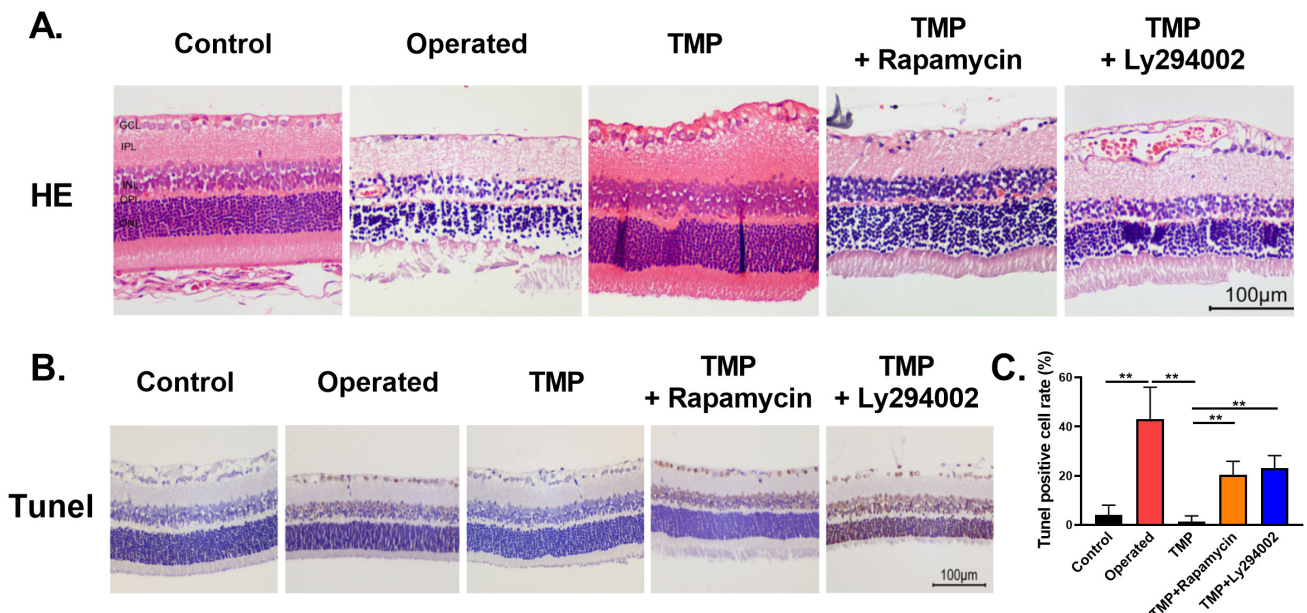 A.
Control
Operated
TMP
TMP
+ Rapamycin
TMP
+ Ly294002
HE
GCL
IPL
INL
OPL
ONL
100μm
B.
Control
Operated
TMP
TMP
+ Rapamycin
TMP
+ Ly294002
Tunel
100μm
C.
Tunel positive cell rate (%)
60
40
20
0
**
**
**
**
Control
Operated
TMP
TMP+Rapamycin
TMP+Ly294002